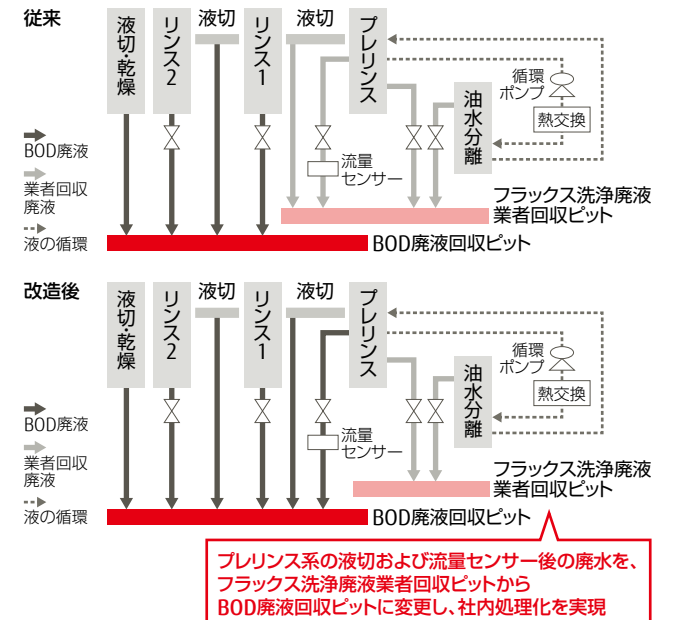 従来
液切・乾燥
リンス2
液切
リンス1
液切
プレリンス
油水分離
循環
ポンプ
熱交換
BOD廃液
業者回収
廃液
液の循環
流量
センサー
フラックス洗浄廃液
業者回収ピット
BOD廃液回収ピット
改造後
液切・乾燥
リンス2
液切
リンス1
液切
プレリンス
油水分離
循環
ポンプ
熱交換
BOD廃液
業者回収
廃液
液の循環
流量
センサー
フラックス洗浄廃液
業者回収ピット
BOD廃液回収ピット
プレリンス系の液切および流量センサー後の廃水を、
フラックス洗浄廃液業者回収ピットから
BOD廃液回収ピットに変更し、社内処理化を実現